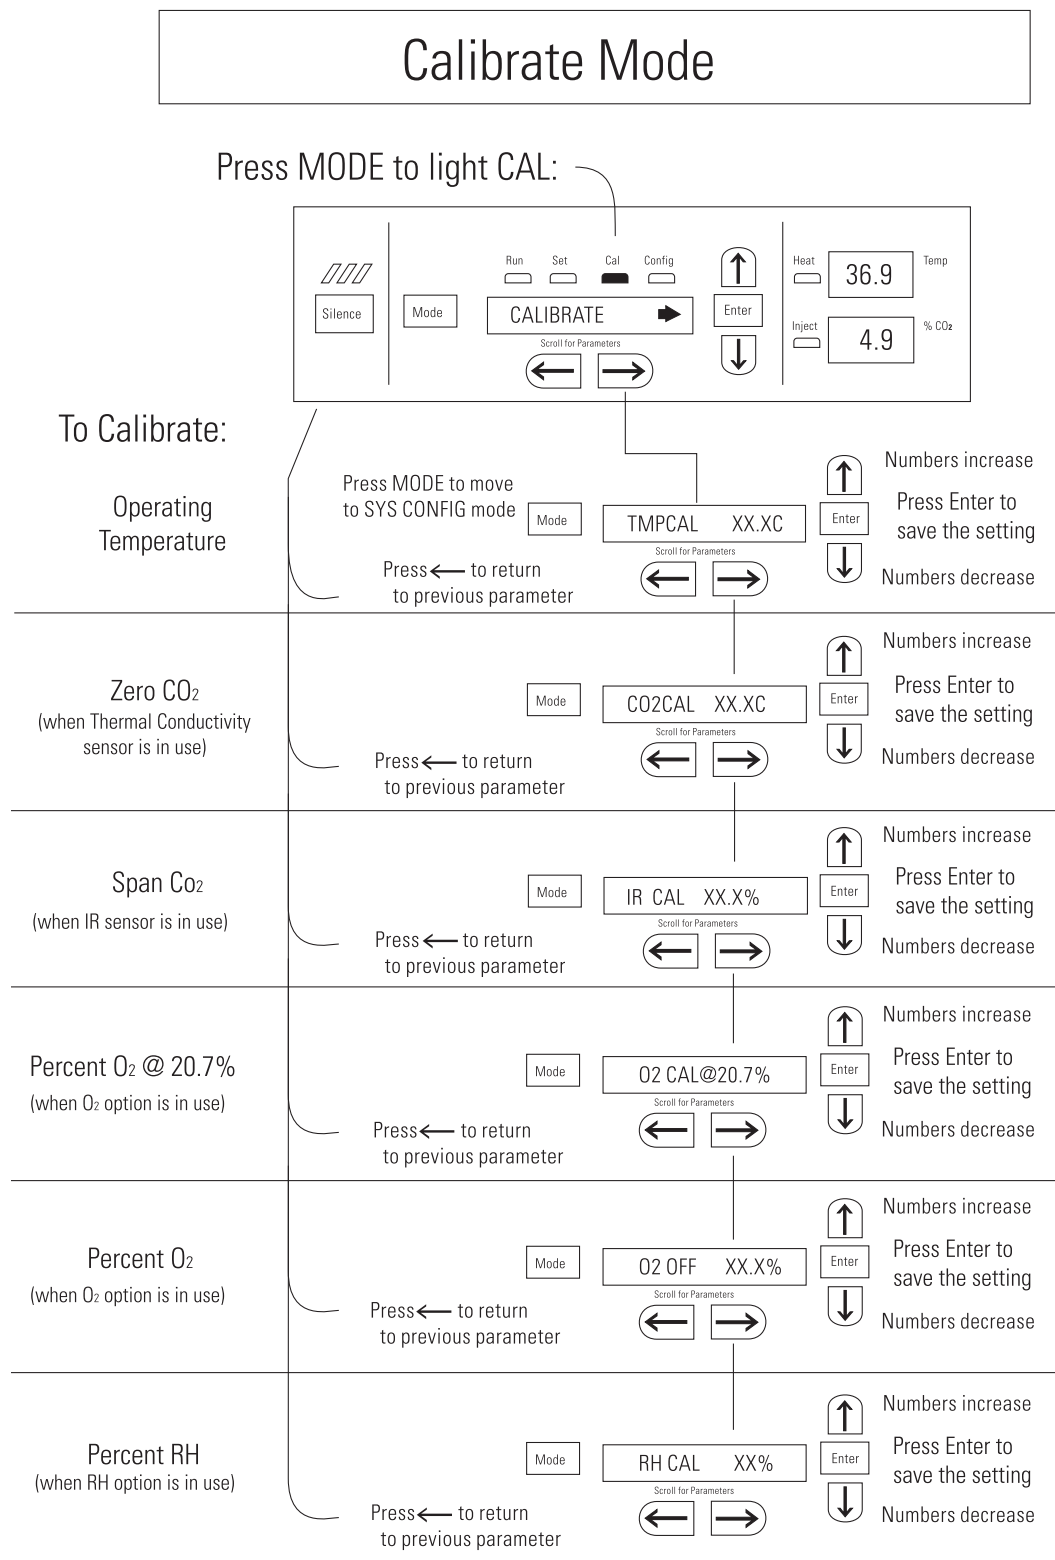 Calibrate Mode
Press MODE to light CAL:
Run Set Cal Config
Silence
Mode
CALIBRATE
Scroll for Parameters
Enter
Heat 36.9 Temp
Inject 4.9 % CO2
To Calibrate:
Operating
Temperature
Press MODE to move
to SYS CONFIG mode
Mode
TMPCAL XX.XC
Scroll for Parameters
Enter
Numbers increase
Press Enter to
save the setting
Numbers decrease
Press ← to return
to previous parameter
Zero CO2
(when Thermal Conductivity
sensor is in use)
Mode
CO2CAL XX.XC
Scroll for Parameters
Enter
Numbers increase
Press Enter to
save the setting
Numbers decrease
Press ← to return
to previous parameter
Span Co2
(when IR sensor is in use)
Mode
IR CAL XX.X%
Scroll for Parameters
Enter
Numbers increase
Press Enter to
save the setting
Numbers decrease
Press ← to return
to previous parameter
Percent O2 @ 20.7%
(when O2 option is in use)
Mode
O2 CAL@20.7%
Scroll for Parameters
Enter
Numbers increase
Press Enter to
save the setting
Numbers decrease
Press ← to return
to previous parameter
Percent O2
(when O2 option is in use)
Mode
O2 OFF XX.X%
Scroll for Parameters
Enter
Numbers increase
Press Enter to
save the setting
Numbers decrease
Press ← to return
to previous parameter
Percent RH
(when RH option is in use)
Mode
RH CAL XX%
Scroll for Parameters
Enter
Numbers increase
Press Enter to
save the setting
Numbers decrease
Press ← to return
to previous parameter